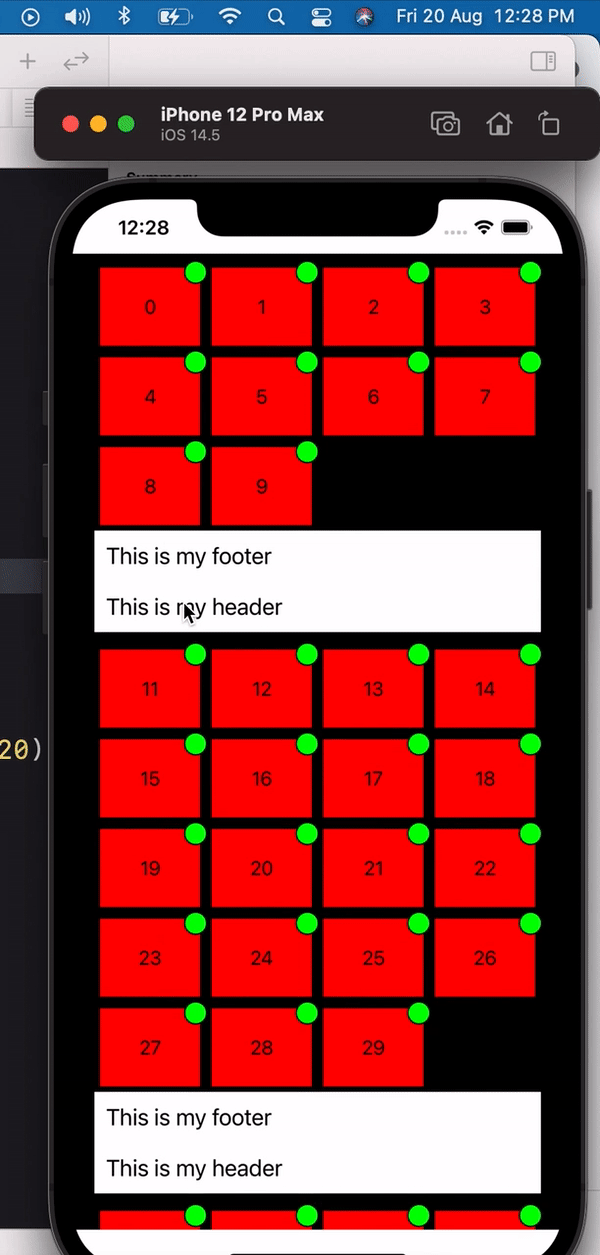 Fri 20 Aug 12:28 PM
iPhone 12 Pro Max
iOS 14.5
Summary
12:28
0 1 2 3
4 5 6 7
8 9
This is my footer
This is my header
11 12 13 14
20)
15 16 17 18
19 20 21 22
23 24 25 26
27 28 29
This is my footer
This is my header